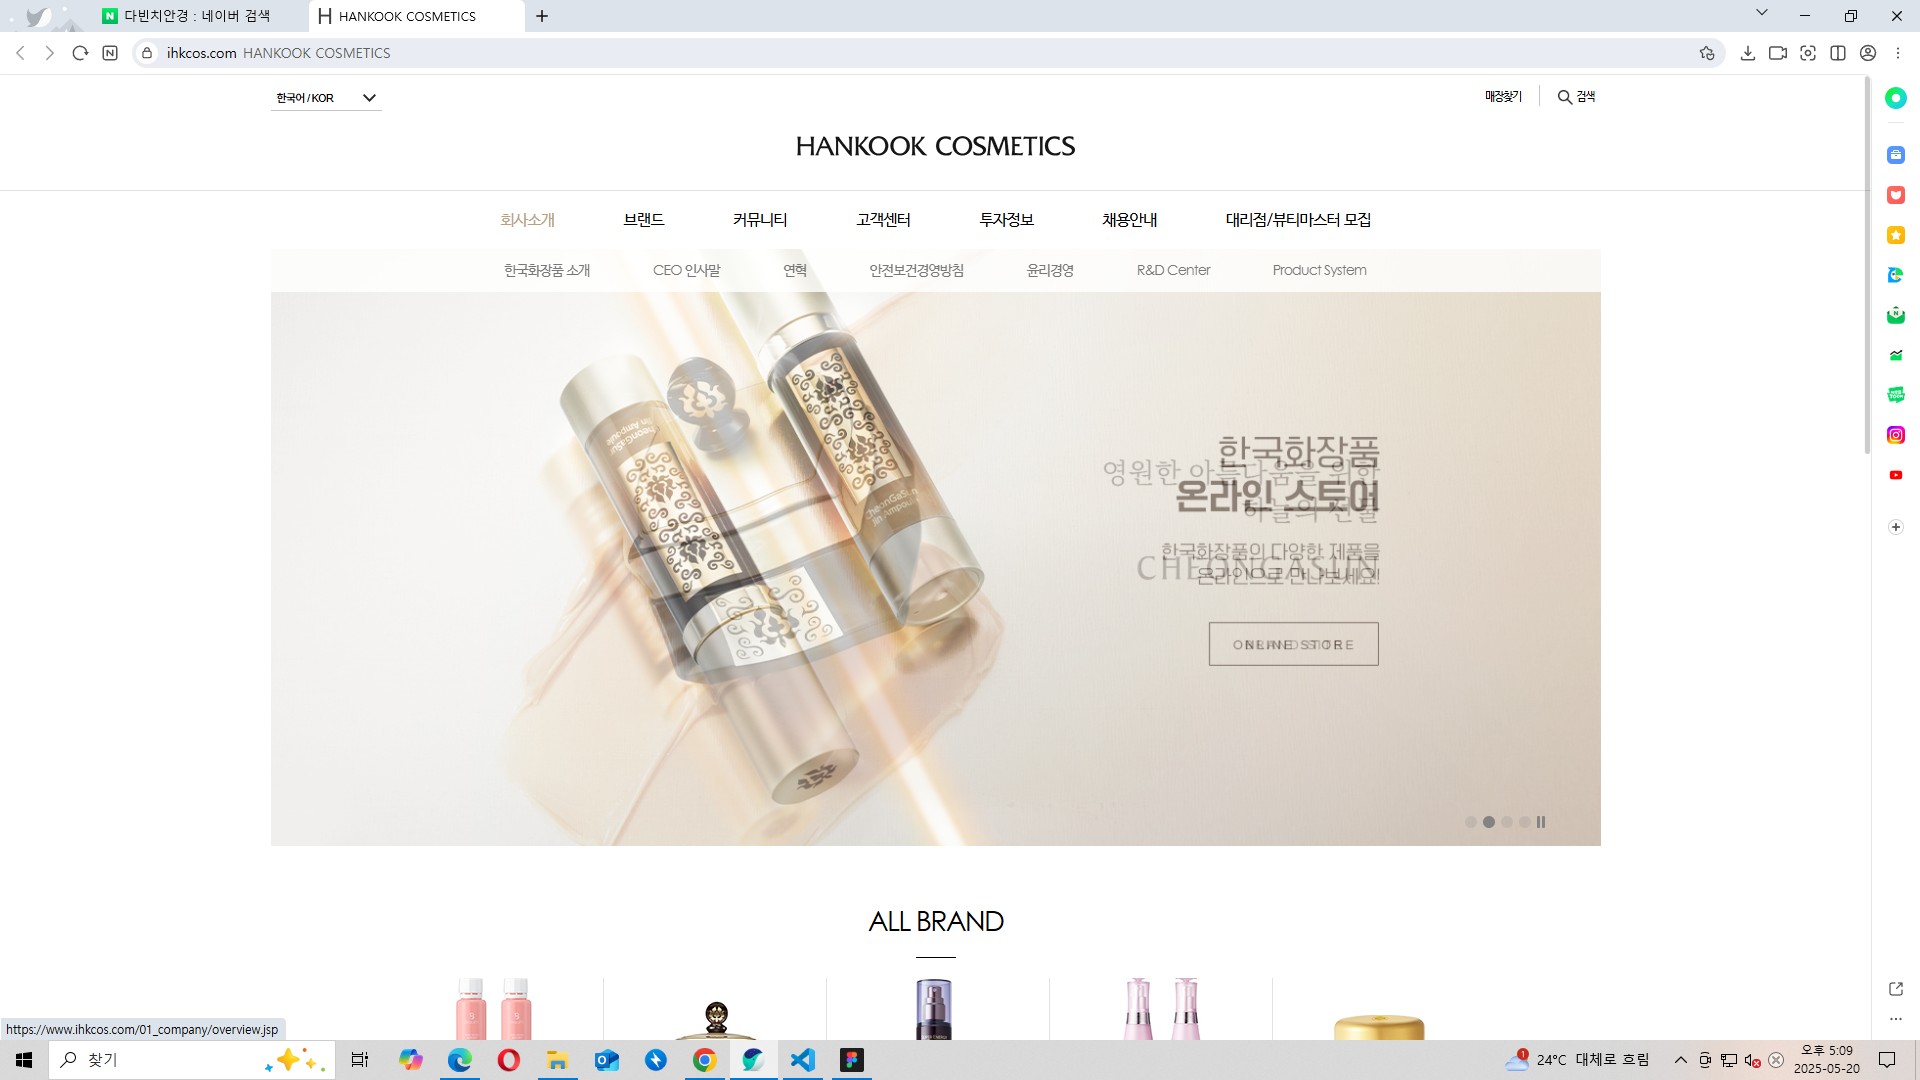 다빈치안경 : 네이버 검색
HANKOOK COSMETICS
ihkcos.com HANKOOK COSMETICS
한국어 / KOR
매장찾기
검색
HANKOOK COSMETICS
회사소개 브랜드 커뮤니티 고객센터 투자정보 채용안내 대리점/뷰티마스터 모집
한국화장품 소개 CEO 인사말 연혁 안전보건경영방침 윤리경영 R&D Center Product System
한국화장품
영원한 아름다움을 위한
온라인 스토어
하늘의 선물
한국화장품의 다양한 제품을
CHEONGASUN
온라인으로 만나보세요!
ONLINE STORE
CheonGaSun
Jin Ampoule
ALL BRAND
https://www.ihkcos.com/01_company/overview.jsp
찾기
1
24°C 대체로 흐림
오후 5:09
2025-05-20